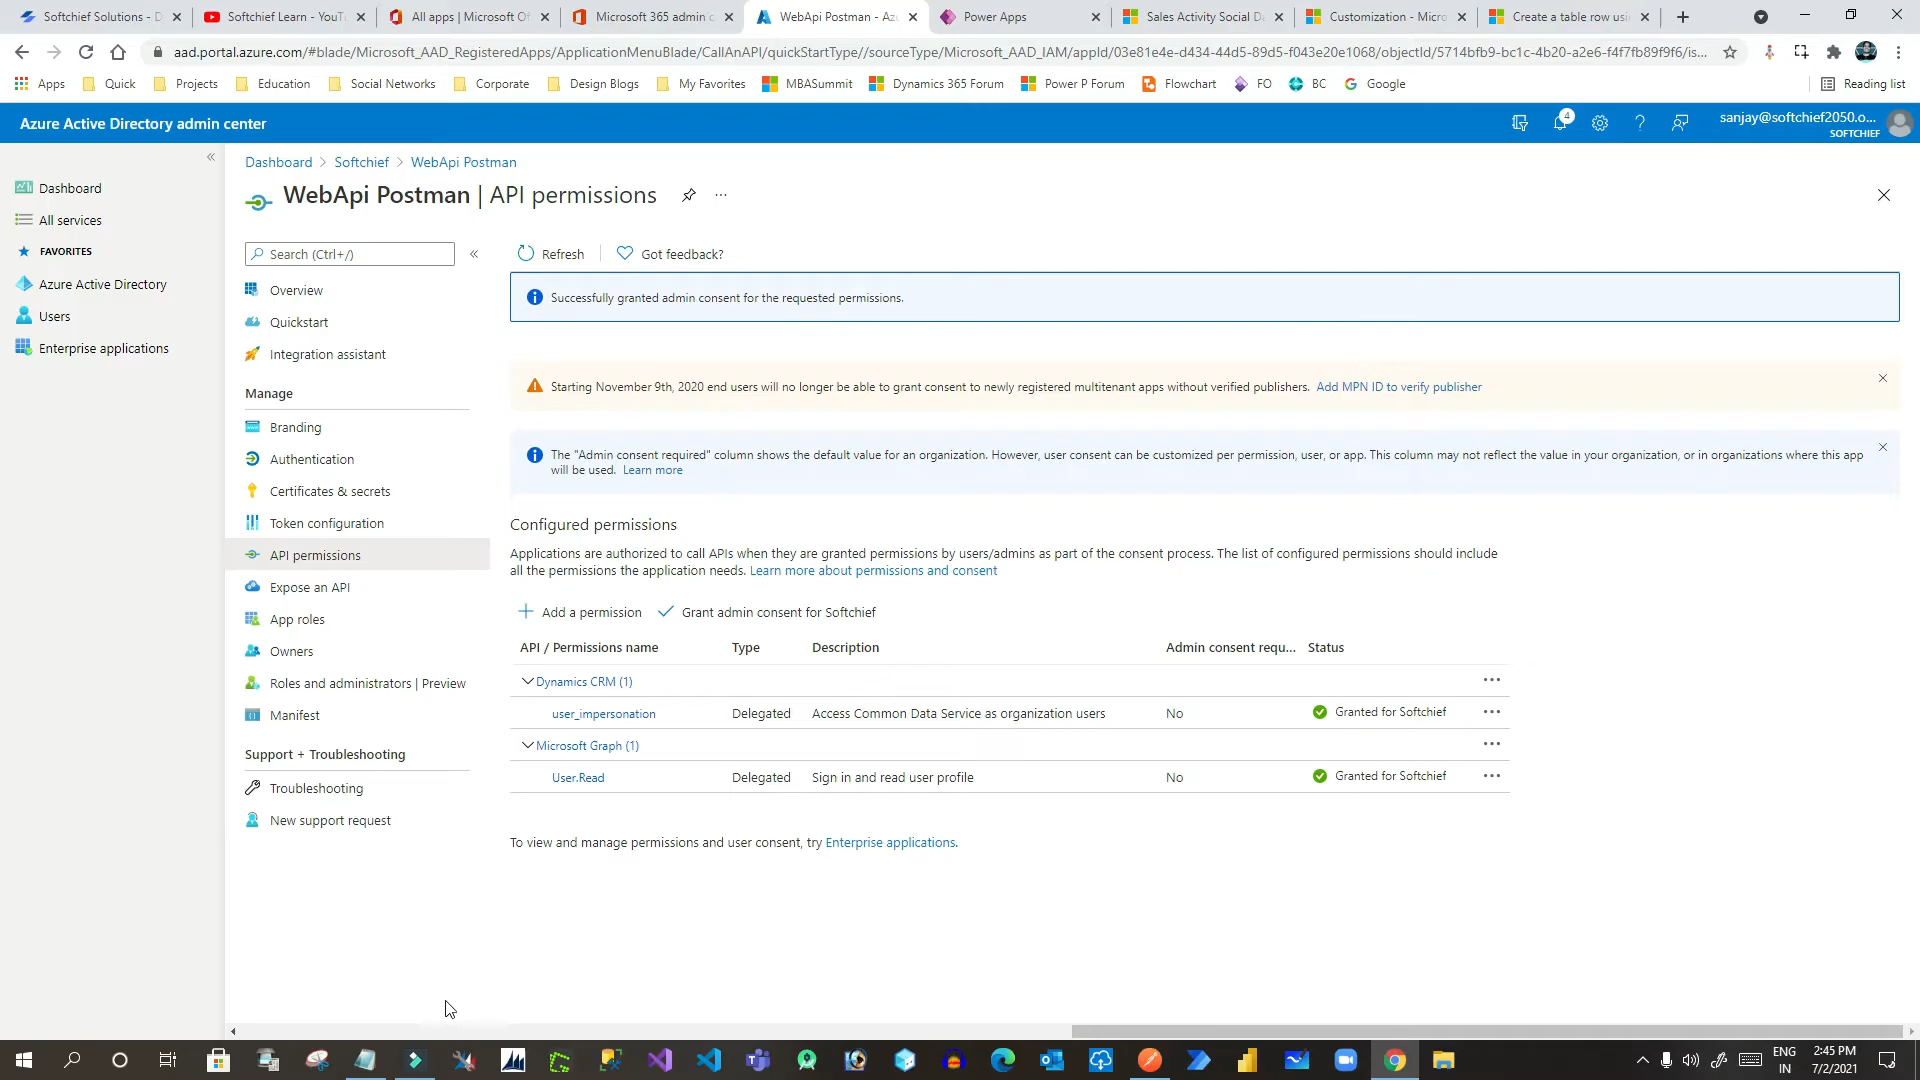 Softchief Solutions - D
Softchief Learn - YouT
All apps | Microsoft Of
Microsoft 365 admin c
WebApi Postman - Azu
Power Apps
Sales Activity Social D
Customization - Micro
Create a table row usi
aad.portal.azure.com/#blade/Microsoft_AAD_RegisteredApps/ApplicationMenuBlade/CallAnAPI/quickStartType//sourceType/Microsoft_AAD_IAM/appId/03e81e4e-d434-44d5-89d5-f043e20e1068/objectId/5714bfb9-bc1c-4b20-a2e6-f4f7fb89f9f6/is...
Apps
Quick
Projects
Education
Social Networks
Corporate
Design Blogs
My Favorites
MBASummit
Dynamics 365 Forum
Power P Forum
Flowchart
FO
BC
Google
Reading list
Azure Active Directory admin center
4
sanjay@softchief2050.o...
SOFTCHIEF
Dashboard
All services
FAVORITES
Azure Active Directory
Users
Enterprise applications
Dashboard > Softchief > WebApi Postman
WebApi Postman | API permissions
Search (Ctrl+/)
Overview
Quickstart
Integration assistant
Manage
Branding
Authentication
Certificates & secrets
Token configuration
API permissions
Expose an API
App roles
Owners
Roles and administrators | Preview
Manifest
Support + Troubleshooting
Troubleshooting
New support request
Refresh
Got feedback?
Successfully granted admin consent for the requested permissions.
Starting November 9th, 2020 end users will no longer be able to grant consent to newly registered multitenant apps without verified publishers. Add MPN ID to verify publisher
The "Admin consent required" column shows the default value for an organization. However, user consent can be customized per permission, user, or app. This column may not reflect the value in your organization, or in organizations where this app
will be used. Learn more
Configured permissions
Applications are authorized to call APIs when they are granted permissions by users/admins as part of the consent process. The list of configured permissions should include
all the permissions the application needs. Learn more about permissions and consent
Add a permission
Grant admin consent for Softchief
API / Permissions name Type Description Admin consent requ... Status
Dynamics CRM (1)
user_impersonation Delegated Access Common Data Service as organization users No Granted for Softchief
Microsoft Graph (1)
User.Read Delegated Sign in and read user profile No Granted for Softchief
To view and manage permissions and user consent, try Enterprise applications.
ENG
IN
2:45 PM
7/2/2021